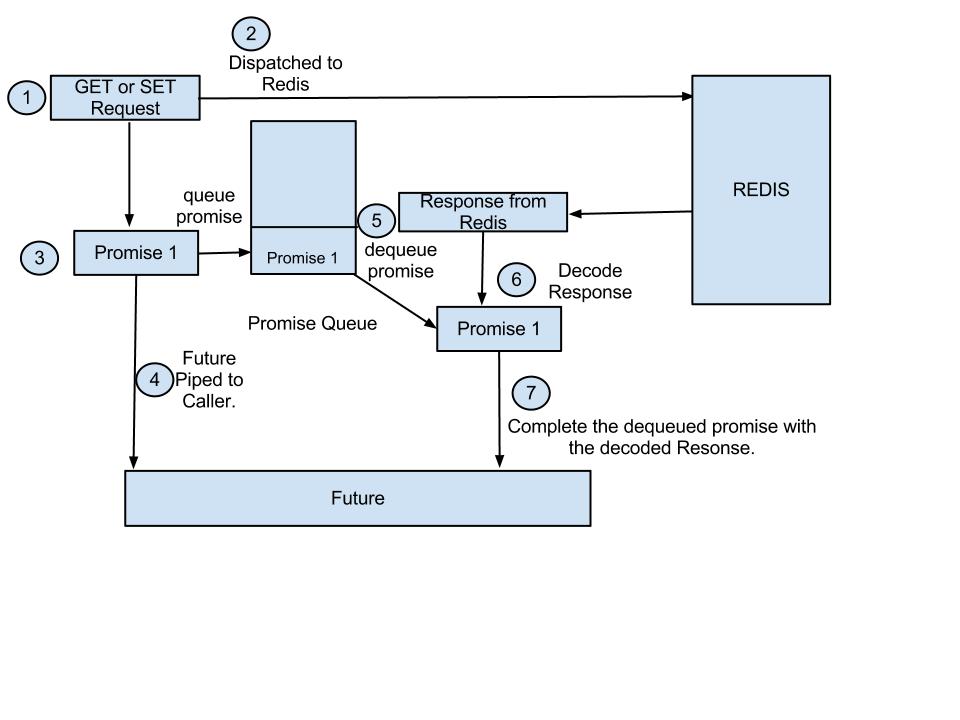 2
Dispatched to
Redis
1
GET or SET
Request
REDIS
queue
promise
5
Response from
Redis
3
Promise 1
Promise 1
dequeue
promise
6
Decode
Response
Promise Queue
Promise 1
4
Future
Piped to
Caller.
7
Complete the dequeued promise with
the decoded Resonse.
Future